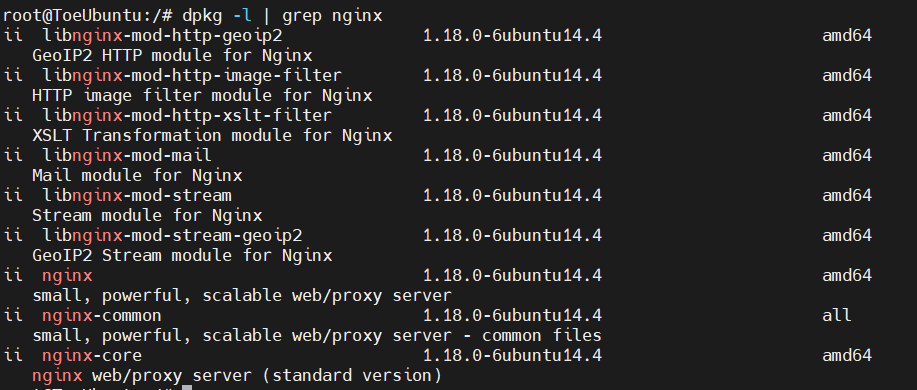 root@ToeUbuntu:/# dpkg -l | grep nginx
ii  libnginx-mod-http-geoip2              1.18.0-6ubuntu14.4                      amd64
   GeoIP2 HTTP module for Nginx
ii  libnginx-mod-http-image-filter        1.18.0-6ubuntu14.4                      amd64
   HTTP image filter module for Nginx
ii  libnginx-mod-http-xslt-filter         1.18.0-6ubuntu14.4                      amd64
   XSLT Transformation module for Nginx
ii  libnginx-mod-mail                     1.18.0-6ubuntu14.4                      amd64
   Mail module for Nginx
ii  libnginx-mod-stream                   1.18.0-6ubuntu14.4                      amd64
   Stream module for Nginx
ii  libnginx-mod-stream-geoip2            1.18.0-6ubuntu14.4                      amd64
   GeoIP2 Stream module for Nginx
ii  nginx                                 1.18.0-6ubuntu14.4                      amd64
   small, powerful, scalable web/proxy server
ii  nginx-common                          1.18.0-6ubuntu14.4                      all
   small, powerful, scalable web/proxy server - common files
ii  nginx-core                            1.18.0-6ubuntu14.4                      amd64
   nginx web/proxy server (standard version)